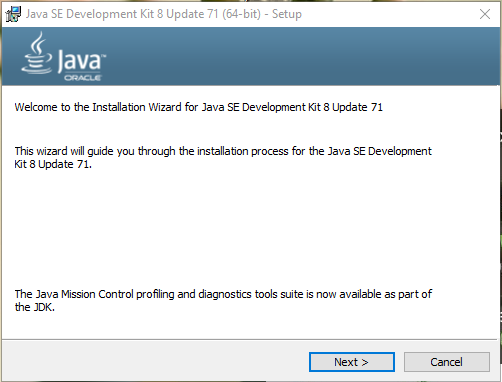 Java SE Development Kit 8 Update 71 (64-bit) - Setup
Java™
ORACLE
Welcome to the Installation Wizard for Java SE Development Kit 8 Update 71
This wizard will guide you through the installation process for the Java SE Development
Kit 8 Update 71.
The Java Mission Control profiling and diagnostics tools suite is now available as part of
the JDK.
Next >
Cancel